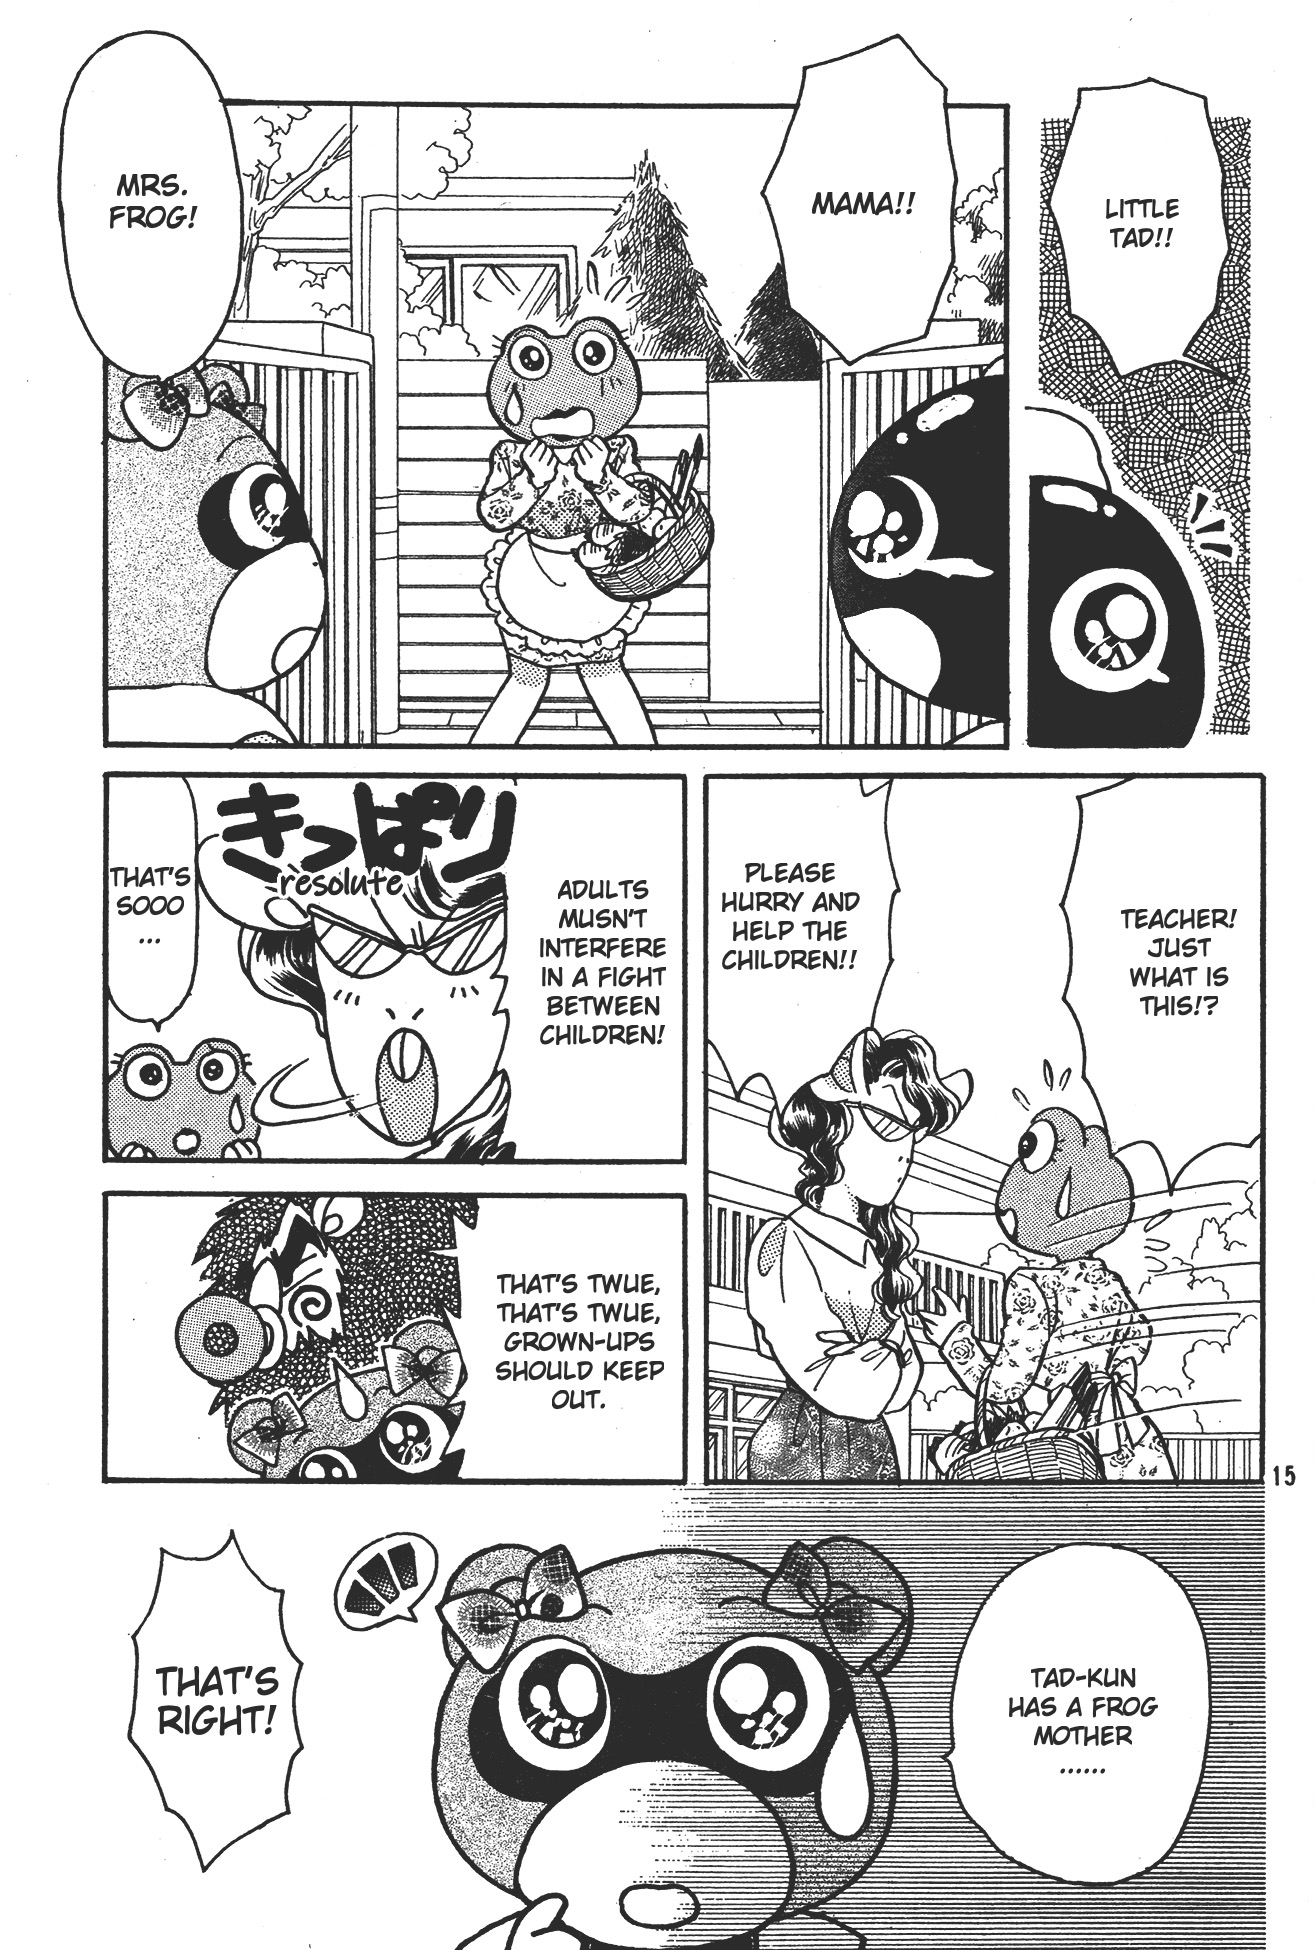 LITTLE
TAD!!
MAMA!!
MRS.
FROG!
TEACHER!
JUST
WHAT IS
THIS!?
PLEASE
HURRY AND
HELP THE
CHILDREN!!
ADULTS
MUSN'T
INTERFERE
IN A FIGHT
BETWEEN
CHILDREN!
きっぱり
resolute
THAT'S
SOOO
...
THAT'S TWUE,
THAT'S TWUE,
GROWN-UPS
SHOULD KEEP
OUT.
15
TAD-KUN
HAS A FROG
MOTHER
......
THAT'S
RIGHT!